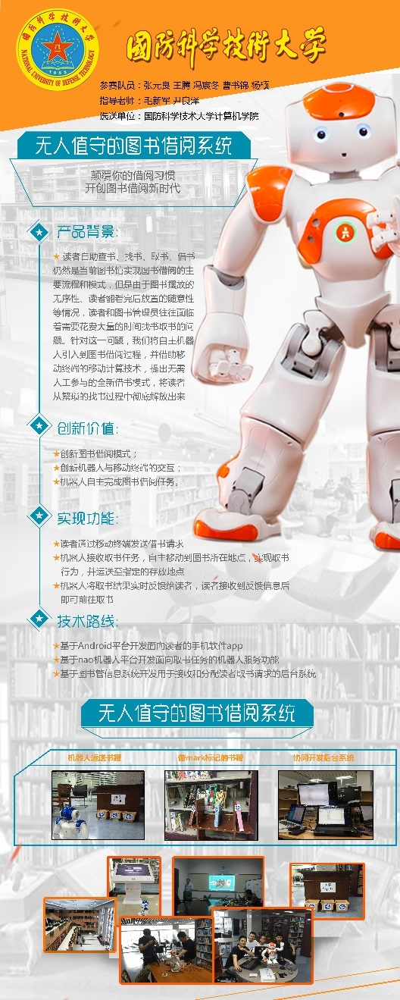 國防科学技術大学
国防科学技术大学
NATIONAL UNIVERSITY OF DEFENSE TECHNOLOGY
1953
参赛队员：张元良 王腾 冯宸冬 曹书锦 杨硕
指导老师：毛新军 尹良泽
选送单位：国防科学技术大学计算机学院
无人值守的图书借阅系统
颠覆你的借阅习惯
开创图书借阅新时代
产品背景:
★读者自助查书、找书、取书、借书
仍然是当前图书馆实现图书借阅的主
要流程和模式，但是由于图书摆放的
无序性、读者翻看完后放置的随意性
等情况，读者和图书管理员往往面临
着需要花费大量的时间找书取书的问
题。针对这一问题，我们将自主机器
人引入到图书借阅过程，并借助移
动终端的移动计算技术，提出无需
人工参与的全新借书模式，将读者
从繁琐的找书过程中彻底解放出来
创新价值:
★创新图书借阅模式；
★创新机器人与移动终端的交互；
★机器人自主完成图书借阅任务。
实现功能:
★读者通过移动终端发送借书请求
★机器人接收取书任务，自主移动到图书所在地点，实现取书
行为，并运送至指定的存放地点
★机器人将取书结果实时反馈给读者，读者接收到反馈信息后
即可前往取书
技术路线:
★基于Android平台开发面向读者的手机软件app
★基于nao机器人平台开发面向取书任务的机器人服务功能
★基于图书管信息系统开发用于接收和分配读者取书请求的后台系统
无人值守的图书借阅系统
机器人运送书籍
带mark标记的书籍
协同开发后台系统